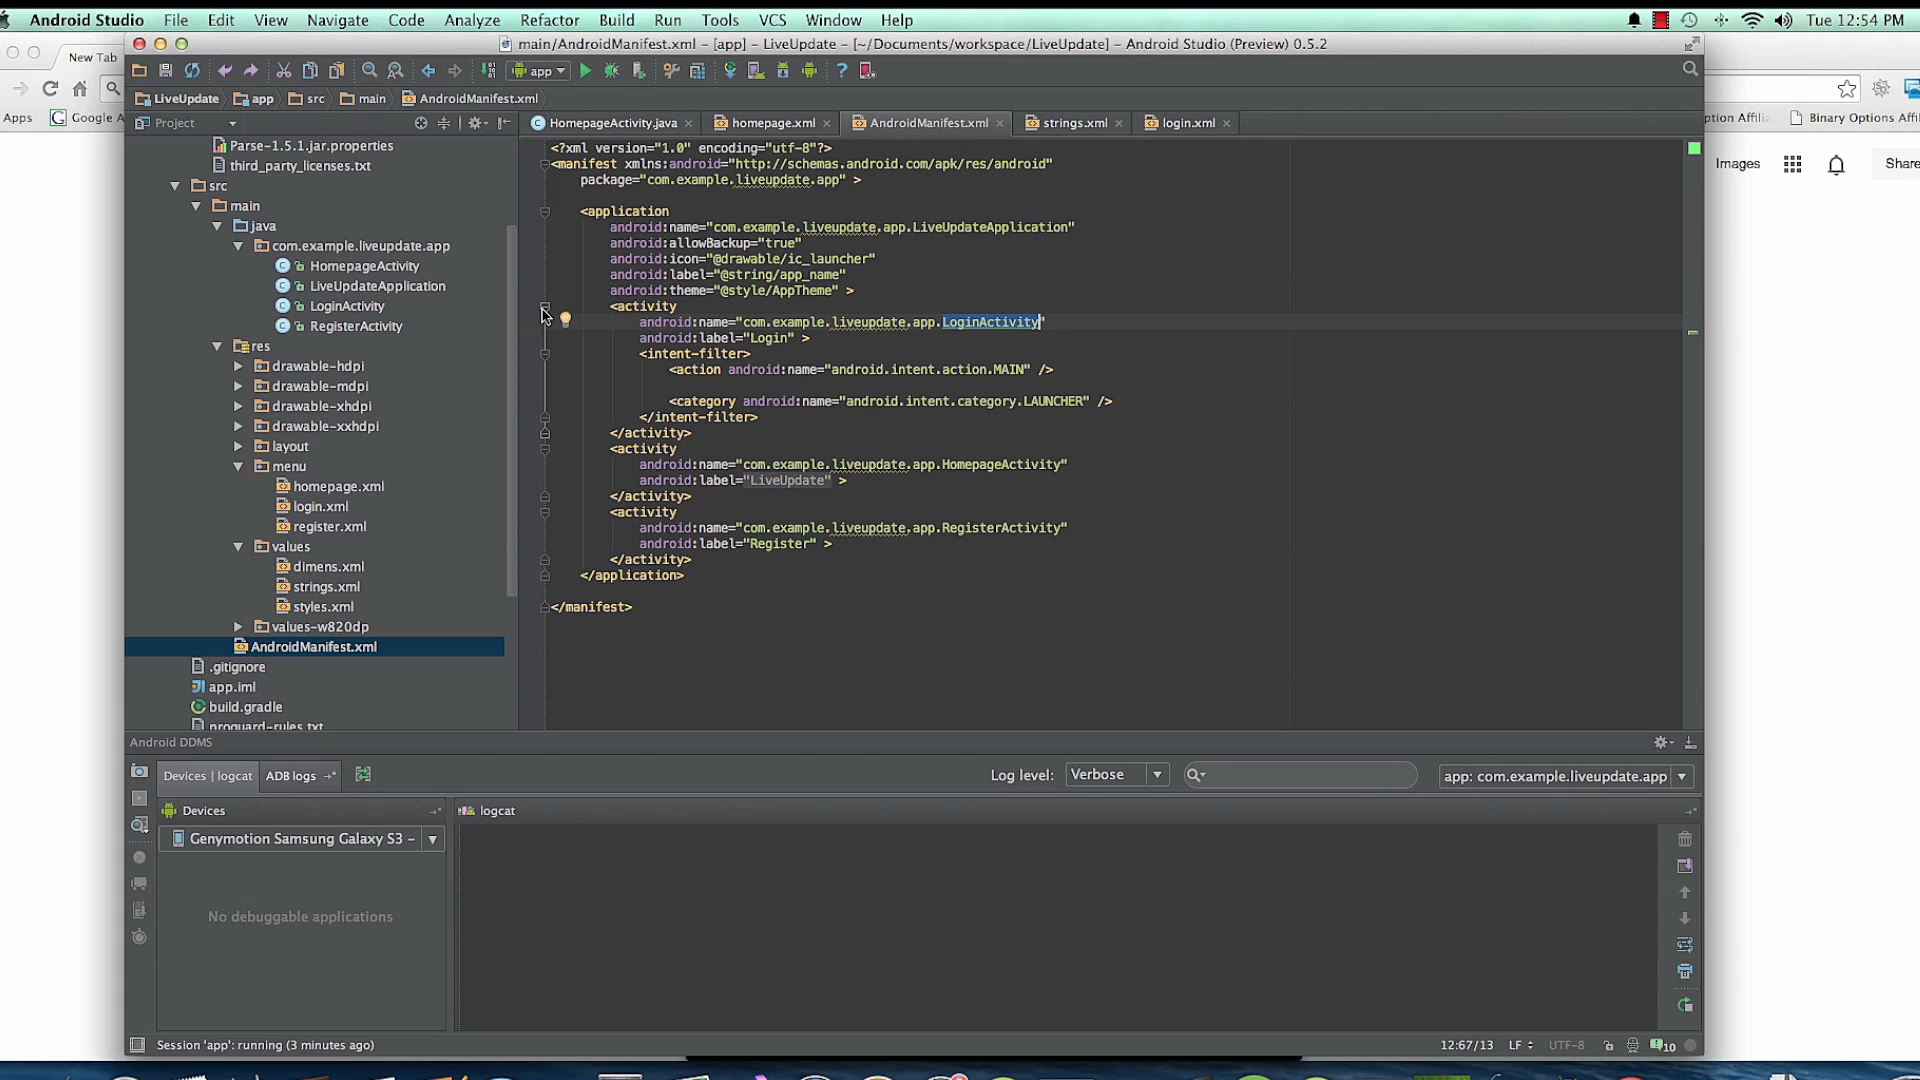 Android Studio File Edit View Navigate Code Analyze Refactor Build Run Tools VCS Window Help Tue 12:54 PM
main/AndroidManifest.xml – [app] – LiveUpdate – [~/Documents/workspace/LiveUpdate] – Android Studio (Preview) 0.5.2
New Tab
app
Apps Google A
ption Affili Binary Options Affil
LiveUpdate app src main AndroidManifest.xml
Project
HomepageActivity.java homepage.xml AndroidManifest.xml strings.xml login.xml
Images Share
Parse-1.5.1.jar.properties
third_party_licenses.txt
src
main
java
com.example.liveupdate.app
HomepageActivity
LiveUpdateApplication
LoginActivity
RegisterActivity
res
drawable-hdpi
drawable-mdpi
drawable-xhdpi
drawable-xxhdpi
layout
menu
homepage.xml
login.xml
register.xml
values
dimens.xml
strings.xml
styles.xml
values-w820dp
AndroidManifest.xml
.gitignore
app.iml
build.gradle
proguard-rules.txt
<?xml version="1.0" encoding="utf-8"?>
<manifest xmlns:android="http://schemas.android.com/apk/res/android"
package="com.example.liveupdate.app" >
<application
android:name="com.example.liveupdate.app.LiveUpdateApplication"
android:allowBackup="true"
android:icon="@drawable/ic_launcher"
android:label="@string/app_name"
android:theme="@style/AppTheme" >
<activity
android:name="com.example.liveupdate.app.LoginActivity"
android:label="Login" >
<intent-filter>
<action android:name="android.intent.action.MAIN" />
<category android:name="android.intent.category.LAUNCHER" />
</intent-filter>
</activity>
<activity
android:name="com.example.liveupdate.app.HomepageActivity"
android:label="LiveUpdate" >
</activity>
<activity
android:name="com.example.liveupdate.app.RegisterActivity"
android:label="Register" >
</activity>
</application>
</manifest>
Android DDMS
Devices | logcat ADB logs Log level: Verbose app: com.example.liveupdate.app
Devices logcat
Genymotion Samsung Galaxy S3 –
No debuggable applications
Session 'app': running (3 minutes ago) 12:67/13 LF UTF-8 10